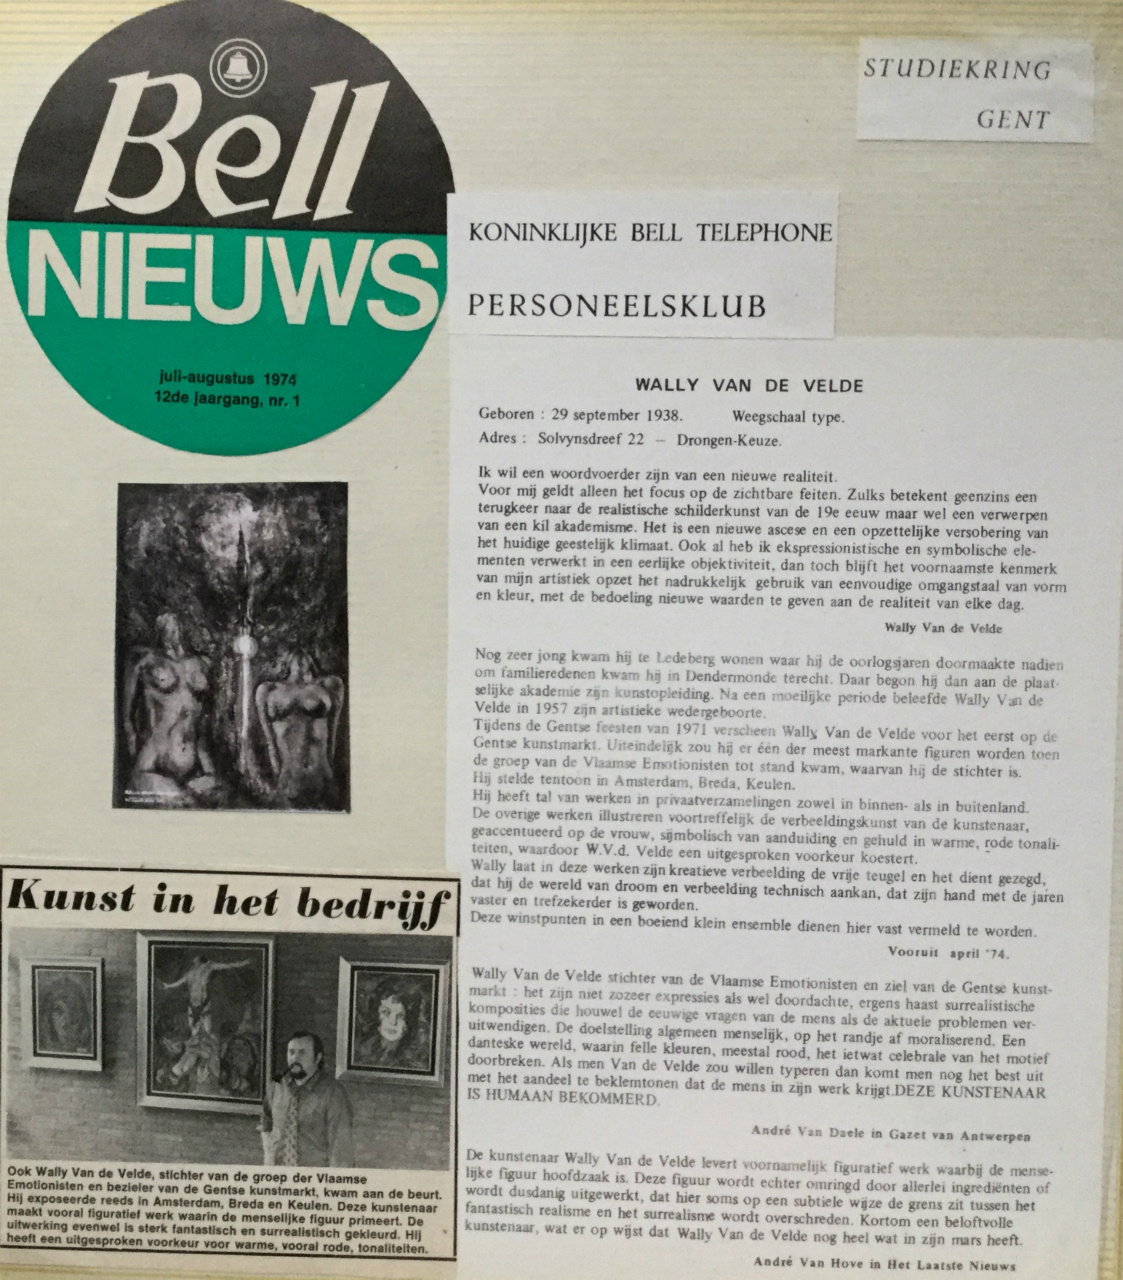 Bell
NIEUWS
juli-augustus 1974
12de jaargang, nr. 1
STUDIEKRING
GENT
KONINKLIJKE BELL TELEPHONE
PERSONEELSKLUB
WALLY VAN DE VELDE
Geboren : 29 september 1938. Weegschaal type.
Adres : Solvynsdreef 22 — Drongen-Keuze.
Ik wil een woordvoerder zijn van een nieuwe realiteit.
Voor mij geldt alleen het focus op de zichtbare feiten. Zulks betekent geenzins een
terugkeer naar de realistische schilderkunst van de 19e eeuw maar wel een verwerpen
van een kil akademisme. Het is een nieuwe ascese en een opzettelijke versobering van
het huidige geestelijk klimaat. Ook al heb ik ekspressionistische en symbolische ele-
menten verwerkt in een eerlijke objektiviteit, dan toch blijft het voornaamste kenmerk
van mijn artistiek opzet het nadrukkelijk gebruik van eenvoudige omgangstaal van vorm
en kleur, met de bedoeling nieuwe waarden te geven aan de realiteit van elke dag.
Wally Van de Velde
Nog zeer jong kwam hij te Ledeberg wonen waar hij de oorlogsjaren doormaakte nadien
om familieredenen kwam hij in Dendermonde terecht. Daar begon hij dan aan de plaat-
selijke akademie zijn kunstopleiding. Na een moeilijke periode beleefde Wally Van de
Velde in 1957 zijn artistieke wedergeboorte.
Tijdens de Gentse feesten van 1971 verscheen Wally Van de Velde voor het eerst op de
Gentse kunstmarkt. Uiteindelijk zou hij er één der meest markante figuren worden toen
de groep van de Vlaamse Emotionisten tot stand kwam, waarvan hij de stichter is.
Hij stelde tentoon in Amsterdam, Breda, Keulen.
Hij heeft tal van werken in privaatverzamelingen zowel in binnen- als in buitenland.
De overige werken illustreren voortreffelijk de verbeeldingskunst van de kunstenaar,
geaccentueerd op de vrouw, symbolisch van aanduiding en gehuld in warme, rode tonali-
teiten, waardoor W.V.d. Velde een uitgesproken voorkeur koestert.
Wally laat in deze werken zijn kreatieve verbeelding de vrije teugel en het dient gezegd,
dat hij de wereld van droom en verbeelding technisch aankan, dat zijn hand met de jaren
vaster en trefzekerder is geworden.
Deze winstpunten in een boeiend klein ensemble dienen hier vast vermeld te worden.
Vooruit april '74.
Wally Van de Velde stichter van de Vlaamse Emotionisten en ziel van de Gentse kunst-
markt : het zijn niet zozeer expressies als wel doordachte, ergens haast surrealistische
komposities die houwel de eeuwige vragen van de mens als de aktuele problemen ver-
uitwendigen. De doelstelling algemeen menselijk, op het randje af moraliserend. Een
danteske wereld, waarin felle kleuren, meestal rood, het ietwat celebrale van het motief
doorbreken. Als men Van de Velde zou willen typeren dan komt men nog het best uit
met het aandeel te beklemtonen dat de mens in zijn werk krijgt.DEZE KUNSTENAAR
IS HUMAAN BEKOMMERD.
André Van Daele in Gazet van Antwerpen
De kunstenaar Wally Van de Velde levert voornamelijk figuratief werk waarbij de mense-
lijke figuur hoofdzaak is. Deze figuur wordt echter omringd door allerlei ingrediënten of
wordt dusdanig uitgewerkt, dat hier soms op een subtiele wijze de grens zit tussen het
fantastisch realisme en het surrealisme wordt overschreden. Kortom een beloftvolle
kunstenaar, wat er op wijst dat Wally Van de Velde nog heel wat in zijn mars heeft.
André Van Hove in Het Laatste Nieuws
Kunst in het bedrijf
Ook Wally Van de Velde, stichter van de groep der Vlaamse
Emotionisten en bezieler van de Gentse kunstmarkt, kwam aan de beurt.
Hij exposeerde reeds in Amsterdam, Breda en Keulen. Deze kunstenaar
maakt vooral figuratief werk waarin de menselijke figuur primeert. De
uitwerking evenwel is sterk fantastisch en surrealistisch gekleurd. Hij
heeft een uitgesproken voorkeur voor warme, vooral rode, tonaliteiten.